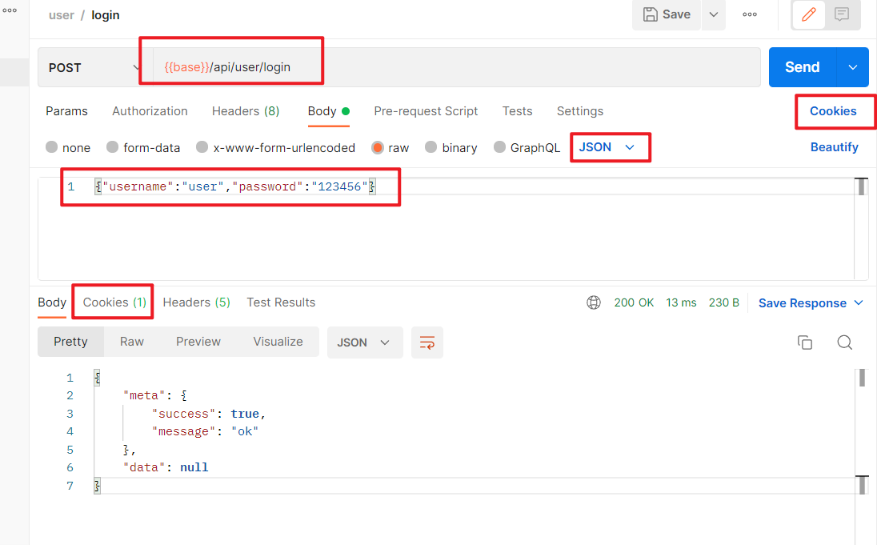 user / login Save
POST {{base}}/api/user/login Send
Params Authorization Headers (8) Body Pre-request Script Tests Settings Cookies
none form-data x-www-form-urlencoded raw binary GraphQL JSON Beautify
1 {"username":"user","password":"123456"}
Body Cookies (1) Headers (5) Test Results 200 OK 13 ms 230 B Save Response
Pretty Raw Preview Visualize JSON
1 {
2 "meta": {
3 "success": true,
4 "message": "ok"
5 },
6 "data": null
7 }